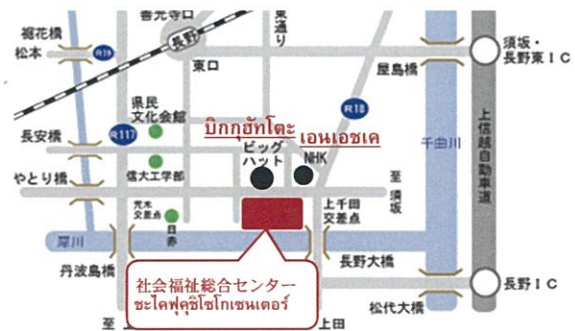 善光寺口
裾花橋
松本
R19
長野
東口
東通り
屋島橋
須坂・
長野東IC
県民
文化会館
R18
บิกกุฮัทโตะ เอนเอชเค
長安橋
R117
ビッグ
ハット
NHK
千曲川
上信越自動車道
やとり橋
信大工学部
至須坂
荒木
交差点
日赤
上千田
交差点
犀川
丹波島橋
長野大橋
社会福祉総合センター
ชะไคฟุคุชิโซโกเซนเตอร์
長野IC
松代大橋
至上
至上田